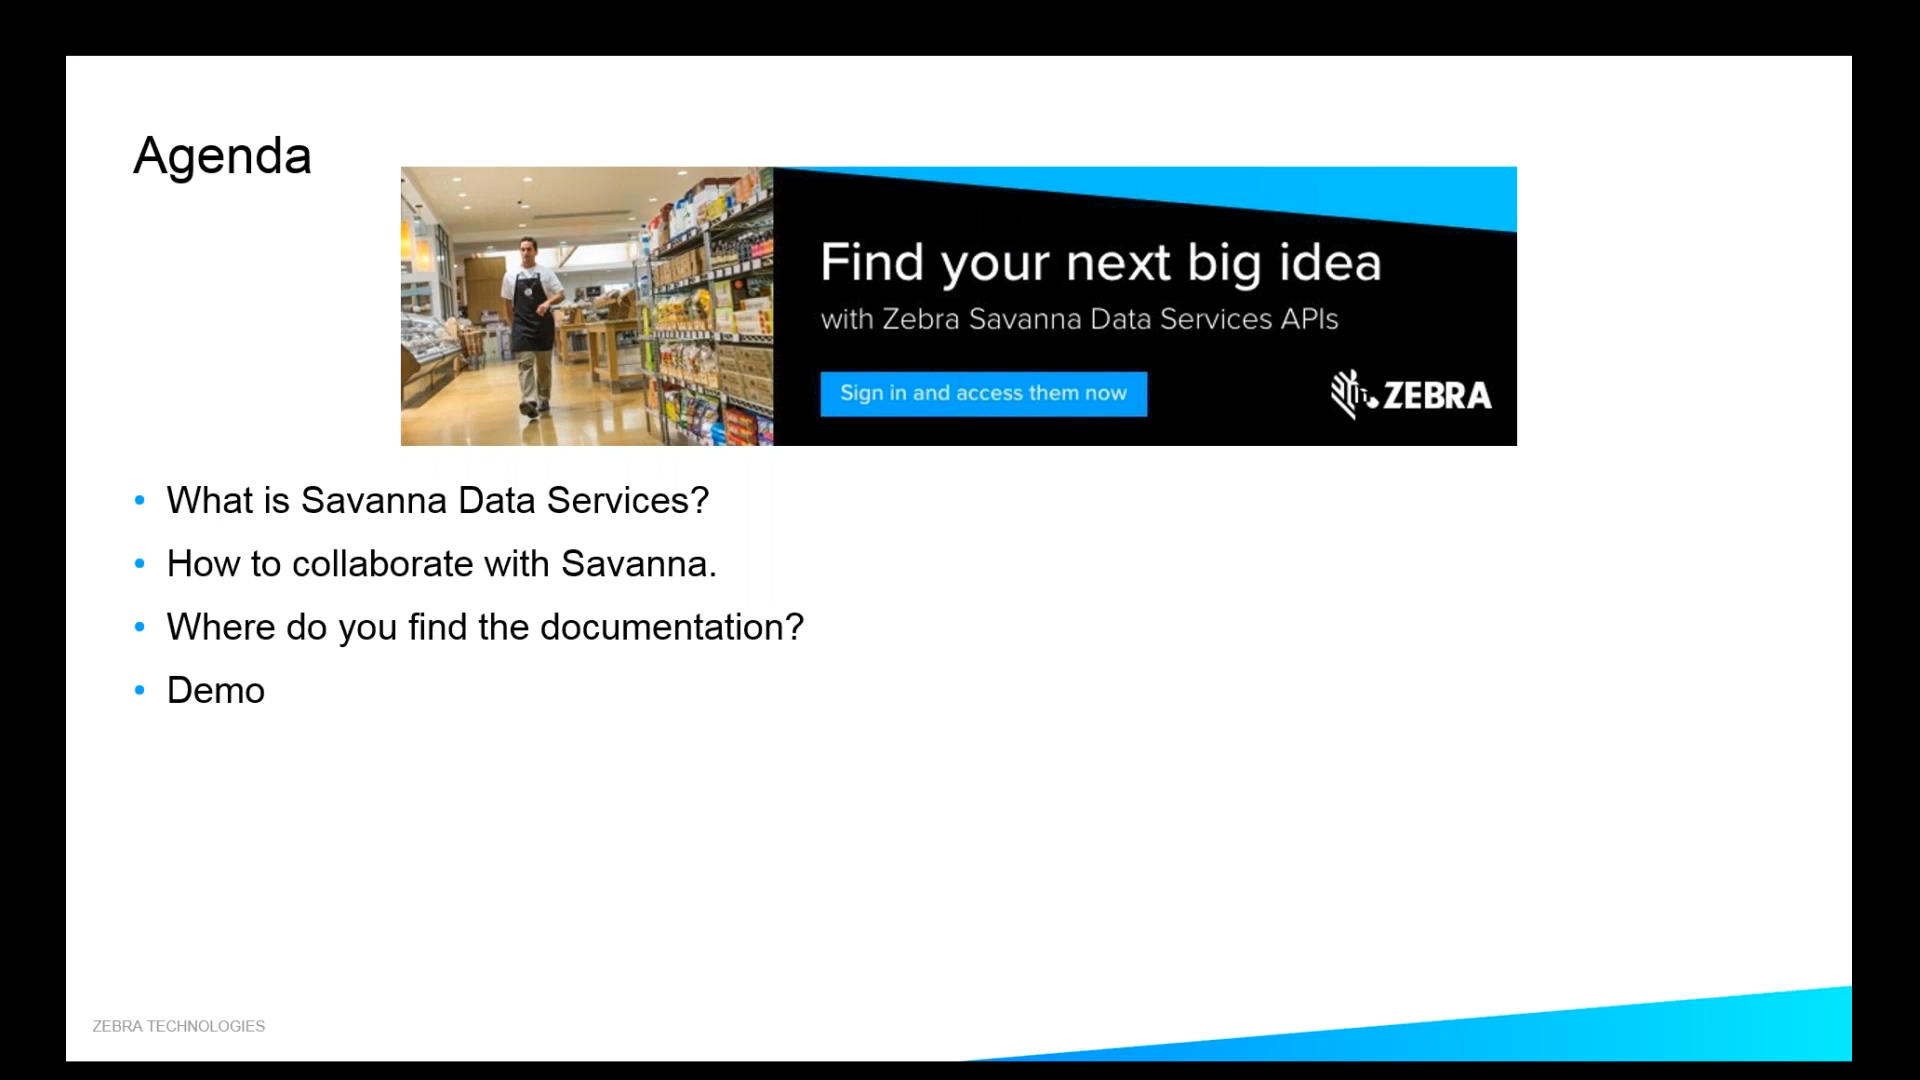 Agenda
Find your next big idea
with Zebra Savanna Data Services APIs
Sign in and access them now
ZEBRA
• What is Savanna Data Services?
• How to collaborate with Savanna.
• Where do you find the documentation?
• Demo
ZEBRA TECHNOLOGIES